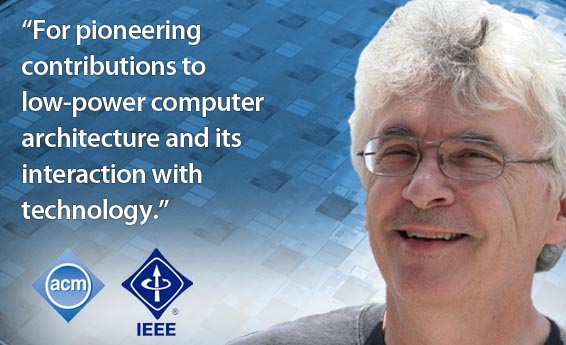 “For pioneering
contributions to
low-power computer
architecture and its
interaction with
technology.”
acm
IEEE
®